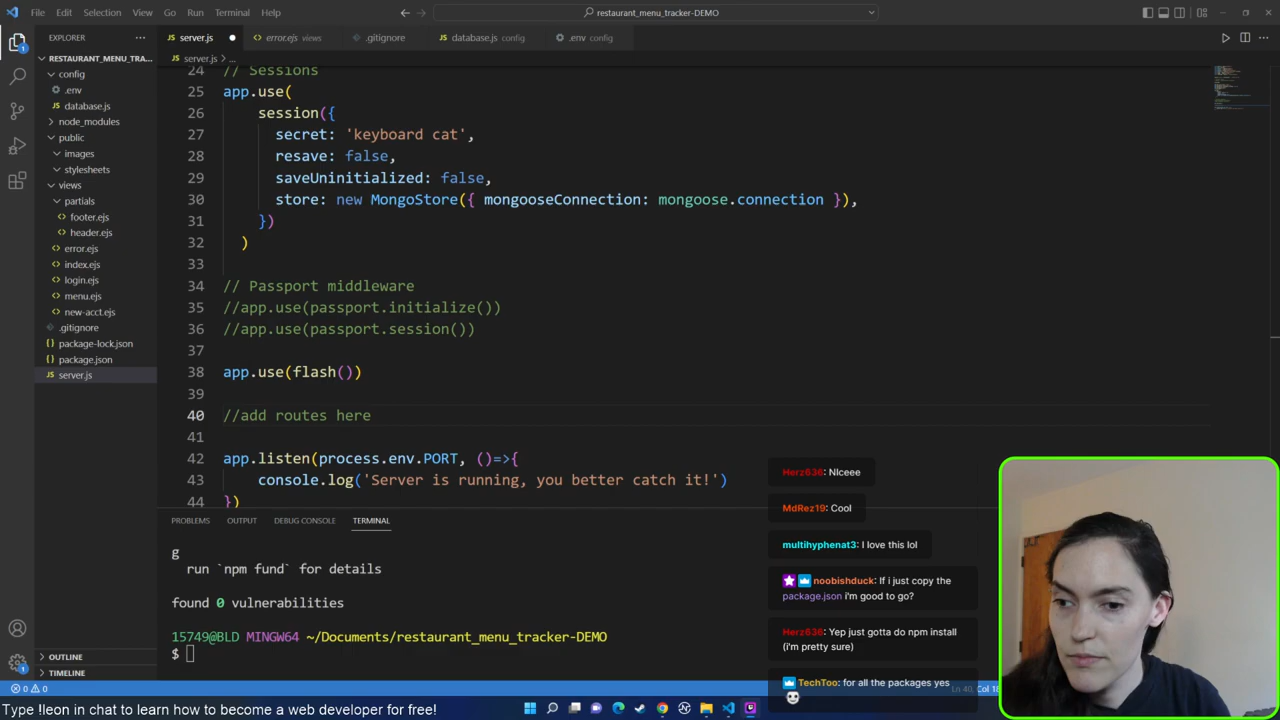 File Edit Selection View Go Run Terminal Help
restaurant_menu_tracker-DEMO
EXPLORER
server.js
error.ejs views
.gitignore
database.js config
.env config
server.js > ...
RESTAURANT_MENU_TRA...
config
.env
database.js
node_modules
public
images
stylesheets
views
partials
footer.ejs
header.ejs
error.ejs
index.ejs
login.ejs
menu.ejs
new-acct.ejs
.gitignore
package-lock.json
package.json
server.js
OUTLINE
TIMELINE
24 // Sessions
25 app.use(
26 session({
27 secret: 'keyboard cat',
28 resave: false,
29 saveUninitialized: false,
30 store: new MongoStore({ mongooseConnection: mongoose.connection }),
31 })
32 )
33
34 // Passport middleware
35 //app.use(passport.initialize())
36 //app.use(passport.session())
37
38 app.use(flash())
39
40 //add routes here
41
42 app.listen(process.env.PORT, ()=>{
43 console.log('Server is running, you better catch it!')
44 })
PROBLEMS OUTPUT DEBUG CONSOLE TERMINAL
g
run `npm fund` for details
found 0 vulnerabilities
15749@BLD MINGW64 ~/Documents/restaurant_menu_tracker-DEMO
$
Herz636: NIceee
MdRez19: Cool
multihyphenat3: I love this lol
noobishduck: If i just copy the
package.json i'm good to go?
Herz636: Yep just gotta do npm install
(i'm pretty sure)
TechToo: for all the packages yes
0 0
Ln 40, Col 18
Type !leon in chat to learn how to become a web developer for free!